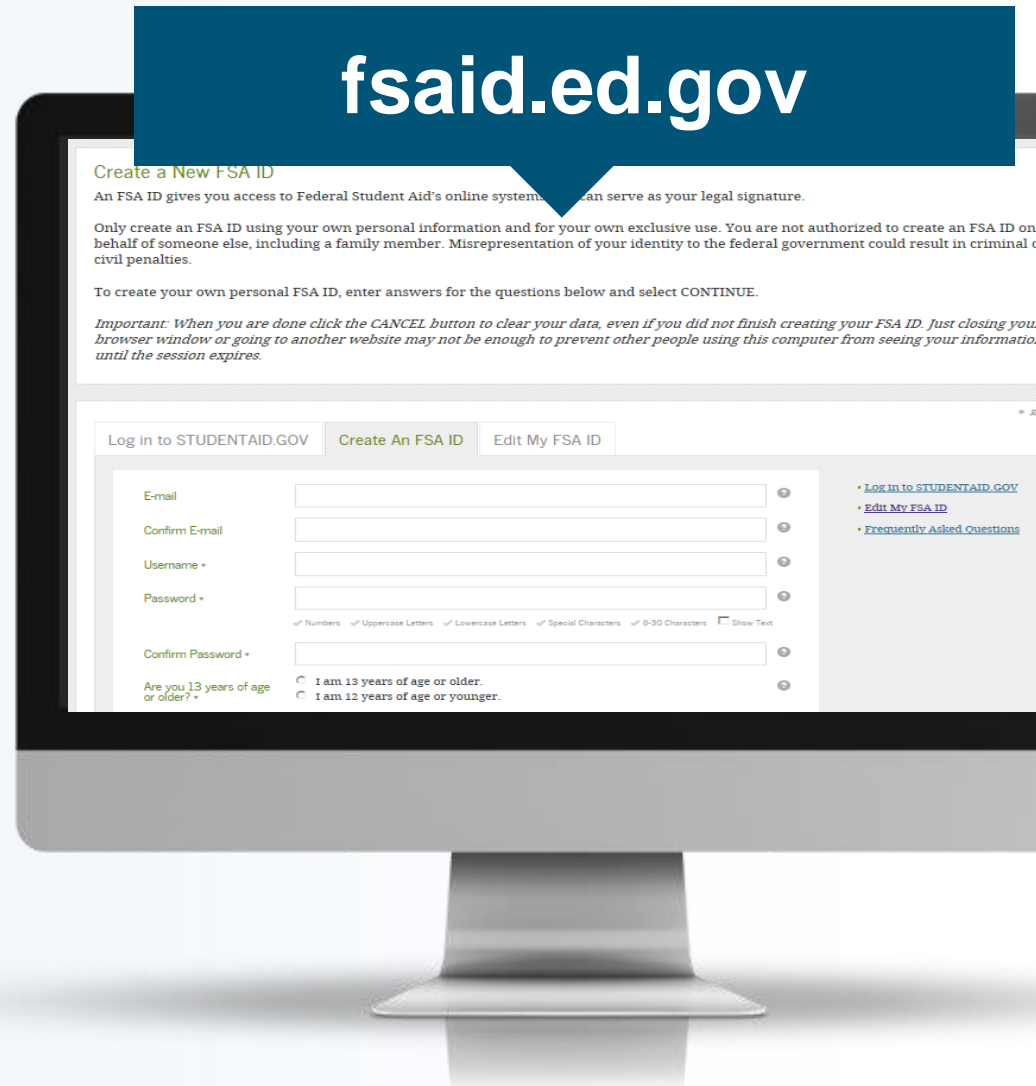 fsaid.ed.gov
Create a New FSA ID
An FSA ID gives you access to Federal Student Aid's online systems can serve as your legal signature.
Only create an FSA ID using your own personal information and for your own exclusive use. You are not authorized to create an FSA ID on
behalf of someone else, including a family member. Misrepresentation of your identity to the federal government could result in criminal
civil penalties.
To create your own personal FSA ID, enter answers for the questions below and select CONTINUE.
Important: When you are done click the CANCEL button to clear your data, even if you did not finish creating your FSA ID. Just closing your
browser window or going to another website may not be enough to prevent other people using this computer from seeing your informatio
until the session expires.
*
Log in to STUDENTAID.GOV Create An FSA ID Edit My FSA ID
E-mail
Confirm E-mail
Username *
Password *
✓ Numbers ✓ Uppercase Letters ✓ Lowercase Letters ✓ Special Characters ✓ 8-30 Characters Show Text
Confirm Password *
Are you 13 years of age
or older? *
I am 13 years of age or older.
I am 12 years of age or younger.
• Log in to STUDENTAID.GOV
• Edit My FSA ID
• Frequently Asked Questions